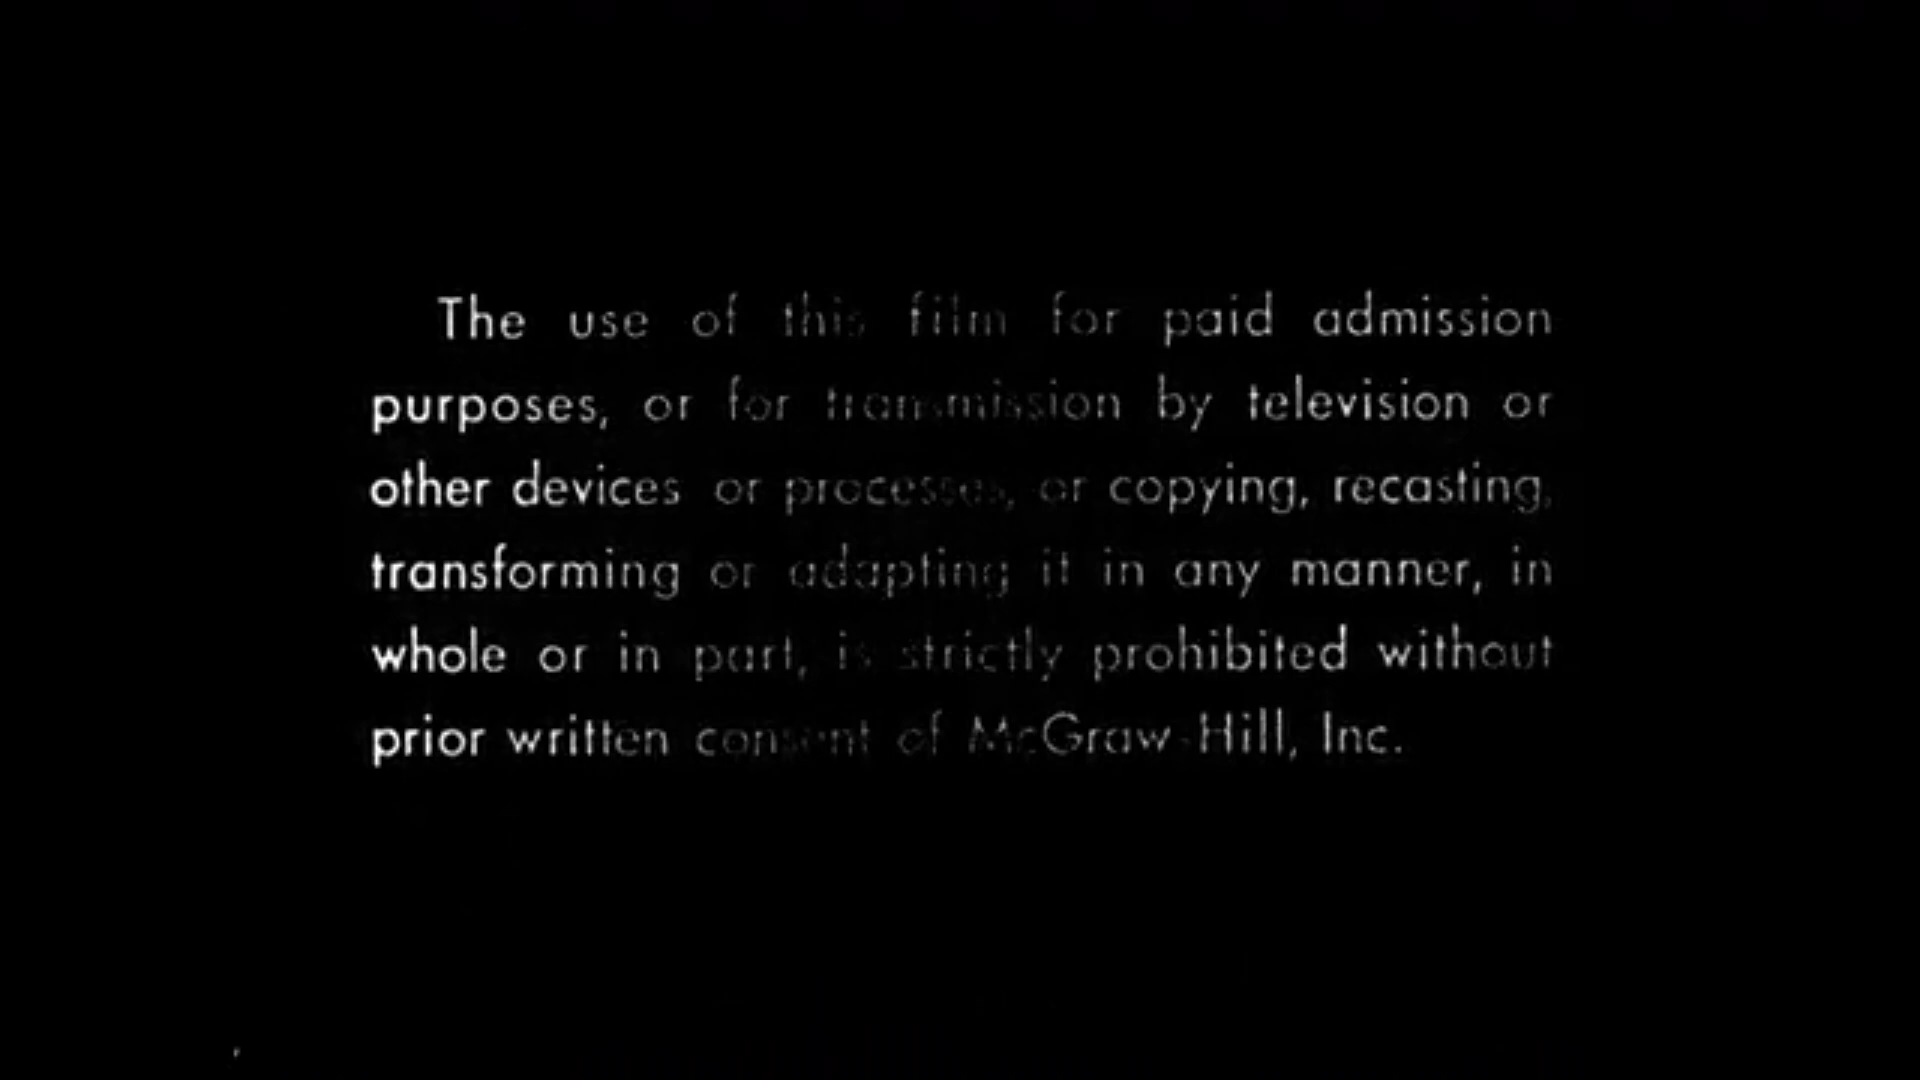 The use of this film for paid admission
purposes, or for transmission by television or
other devices or processes, or copying, recasting,
transforming or adapting it in any manner, in
whole or in part, is strictly prohibited without
prior written consent of McGraw-Hill, Inc.